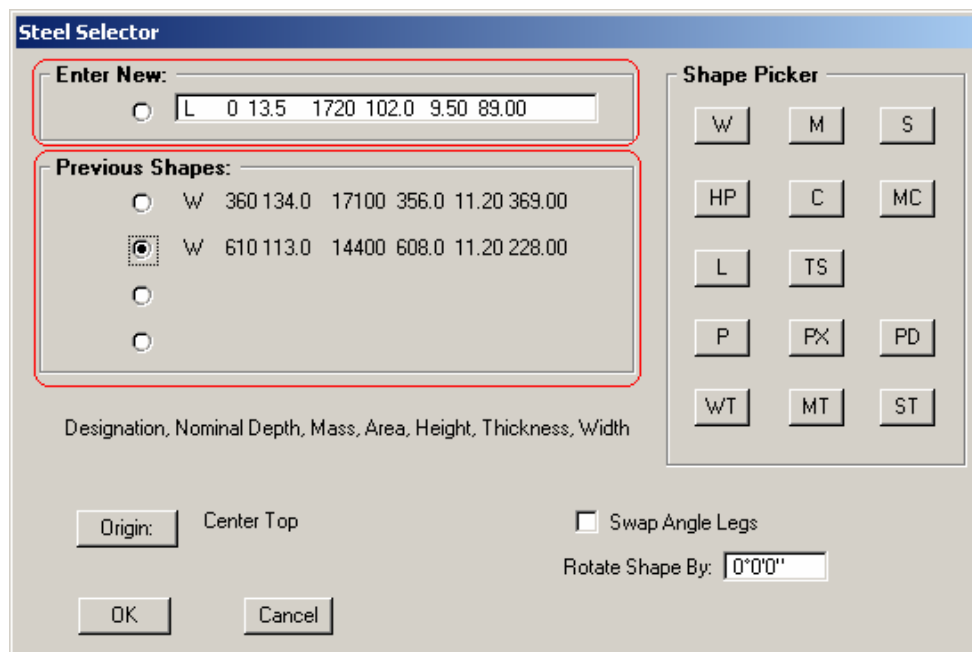 Steel Selector
Enter New:
L 0 13.5 1720 102.0 9.50 89.00
Previous Shapes:
W 360 134.0 17100 356.0 11.20 369.00
W 610 113.0 14400 608.0 11.20 228.00
Designation, Nominal Depth, Mass, Area, Height, Thickness, Width
Shape Picker
W M S
HP C MC
L TS
P PX PD
WT MT ST
Origin: Center Top
Swap Angle Legs
Rotate Shape By: 0°0'0"
OK Cancel